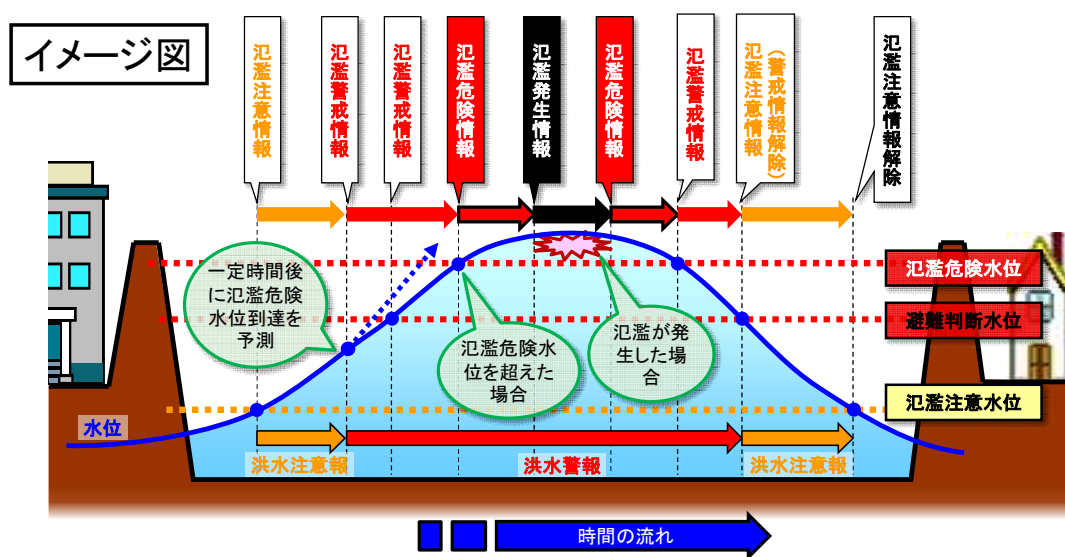 イメージ図
氾濫注意情報
氾濫警戒情報
氾濫警戒情報
氾濫危険情報
氾濫発生情報
氾濫危険情報
氾濫警戒情報
(警戒情報解除)
氾濫注意情報
氾濫注意情報解除
一定時間後
に氾濫危険
水位到達を
予測
氾濫危険水
位を超えた
場合
氾濫が発
生した場
合
氾濫危険水位
避難判断水位
氾濫注意水位
水位
洪水注意報
洪水警報
洪水注意報
時間の流れ